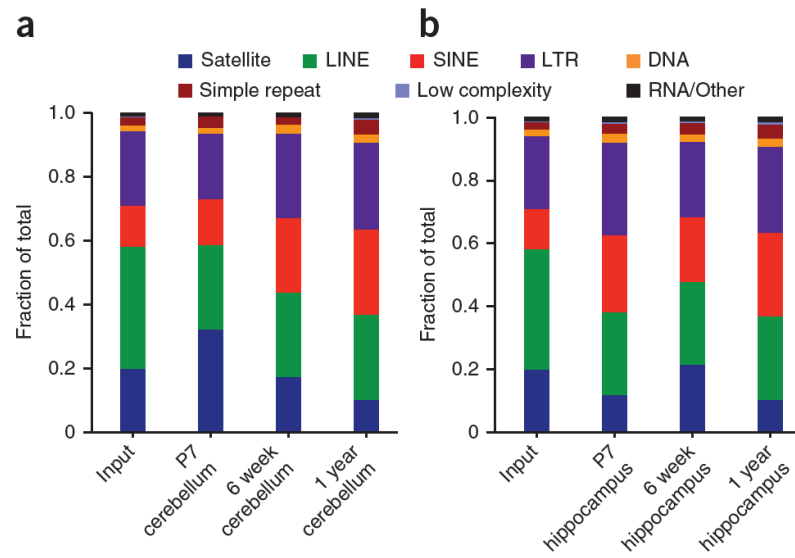 a
b
Satellite LINE SINE LTR DNA
Simple repeat Low complexity RNA/Other
Fraction of total
1.0
0.8
0.6
0.4
0.2
0
Input
P7
cerebellum
6 week
cerebellum
1 year
cerebellum
Fraction of total
1.0
0.8
0.6
0.4
0.2
0
Input
P7
hippocampus
6 week
hippocampus
1 year
hippocampus